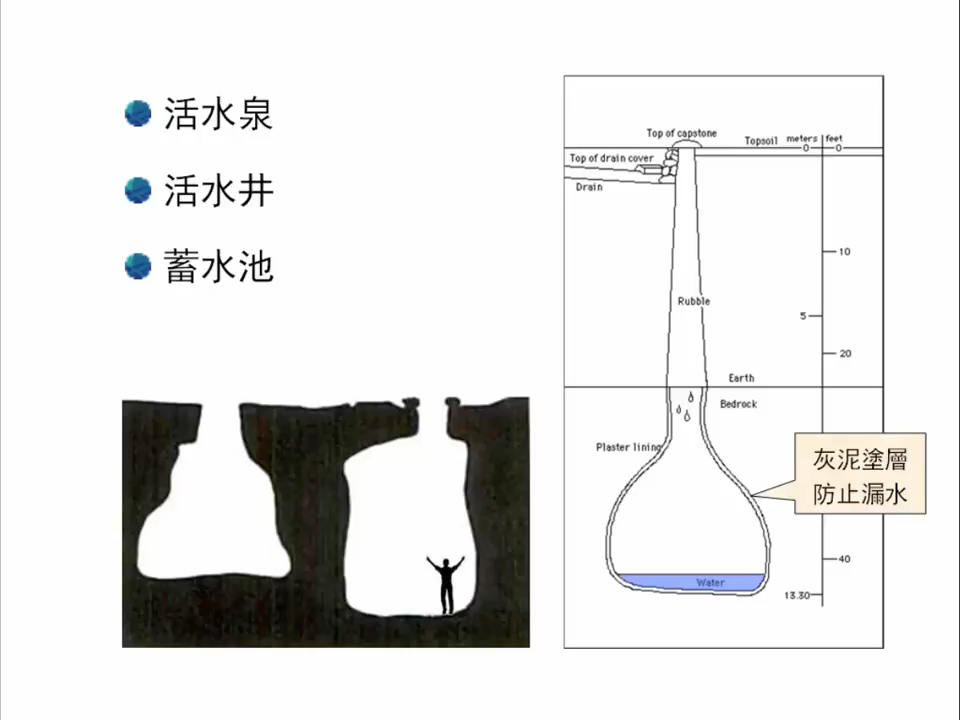 活水泉
活水井
蓄水池
Top of capstone
Topsoil
meters feet
0 0
Top of drain cover
Drain
10
Rubble
5
20
Earth
Bedrock
Plaster lining
灰泥塗層
防止漏水
40
Water
13.30